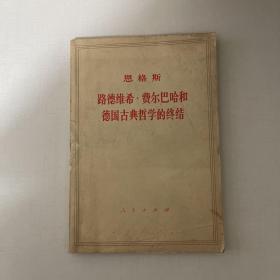 恩格斯
路德维希·费尔巴哈和
德国古典哲学的终结
人民出版社